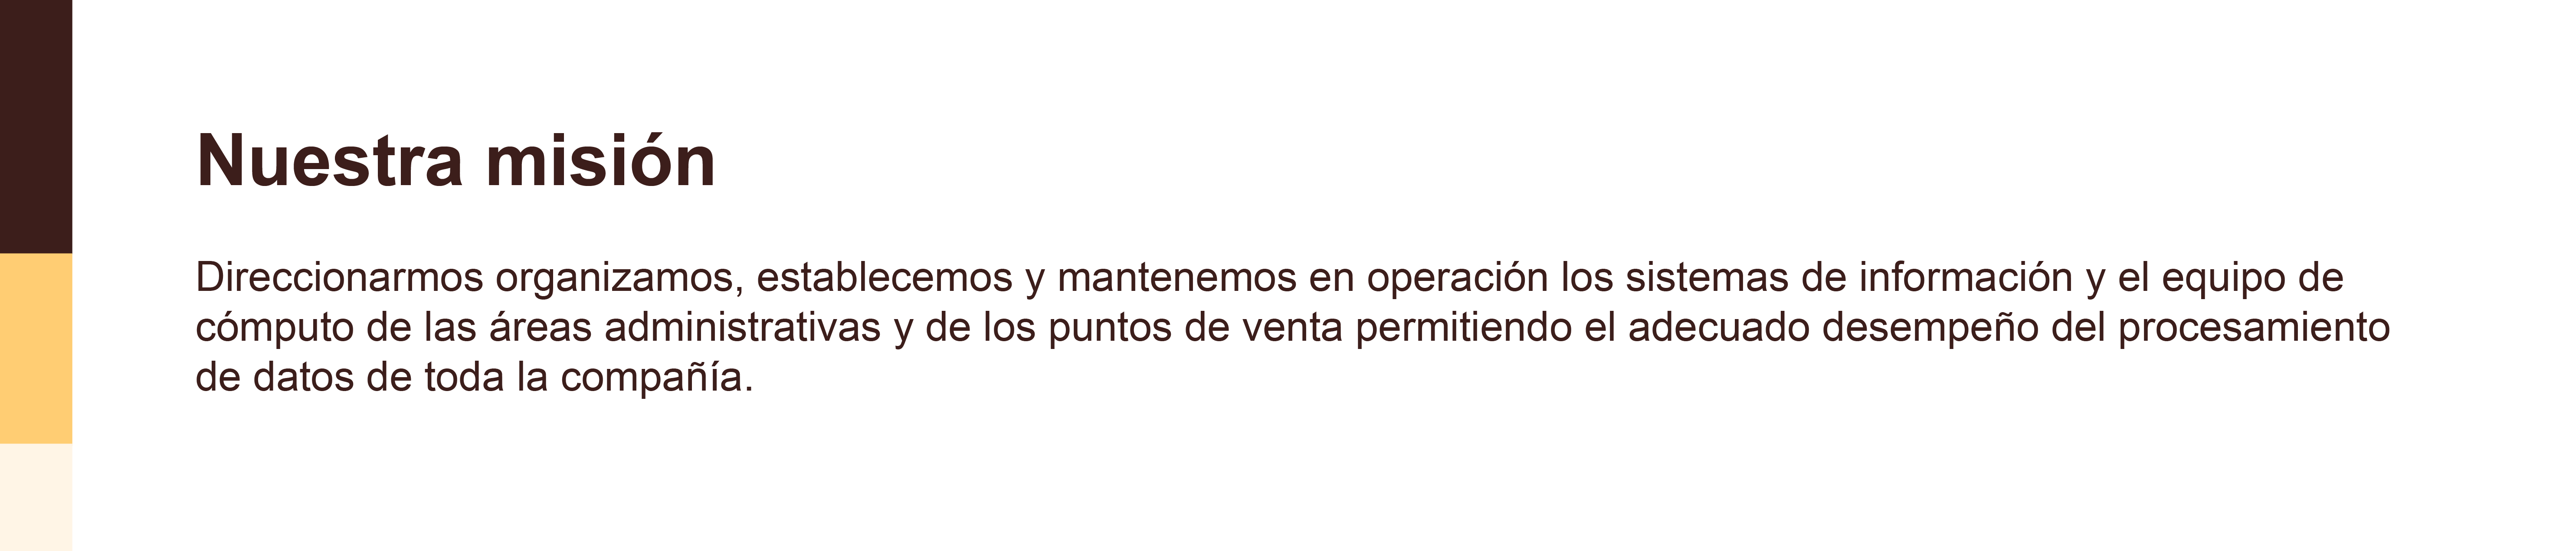 Nuestra misión
Direccionarmos organizamos, establecemos y mantenemos en operación los sistemas de información y el equipo de
cómputo de las áreas administrativas y de los puntos de venta permitiendo el adecuado desempeño del procesamiento
de datos de toda la compañía.